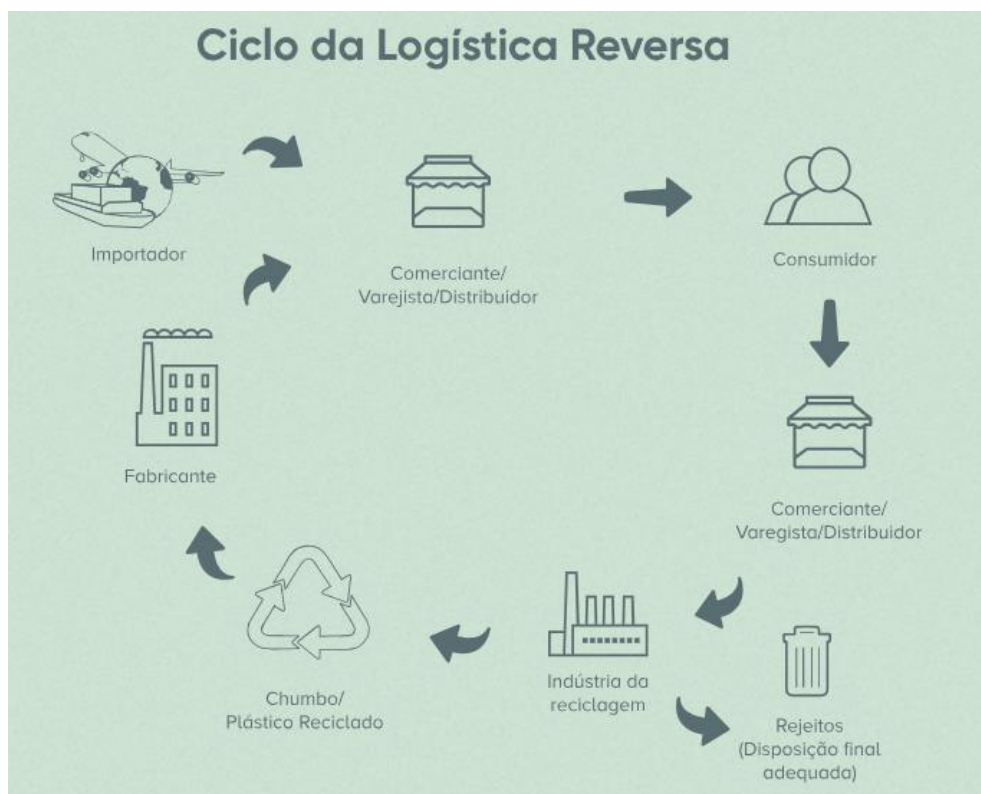 Ciclo da Logística Reversa
Importador
Comerciante/
Varejista/Distribuidor
Consumidor
Fabricante
Comerciante/
Varegista/Distribuidor
Chumbo/
Plástico Reciclado
Indústria da
reciclagem
Rejeitos
(Disposição final
adequada)